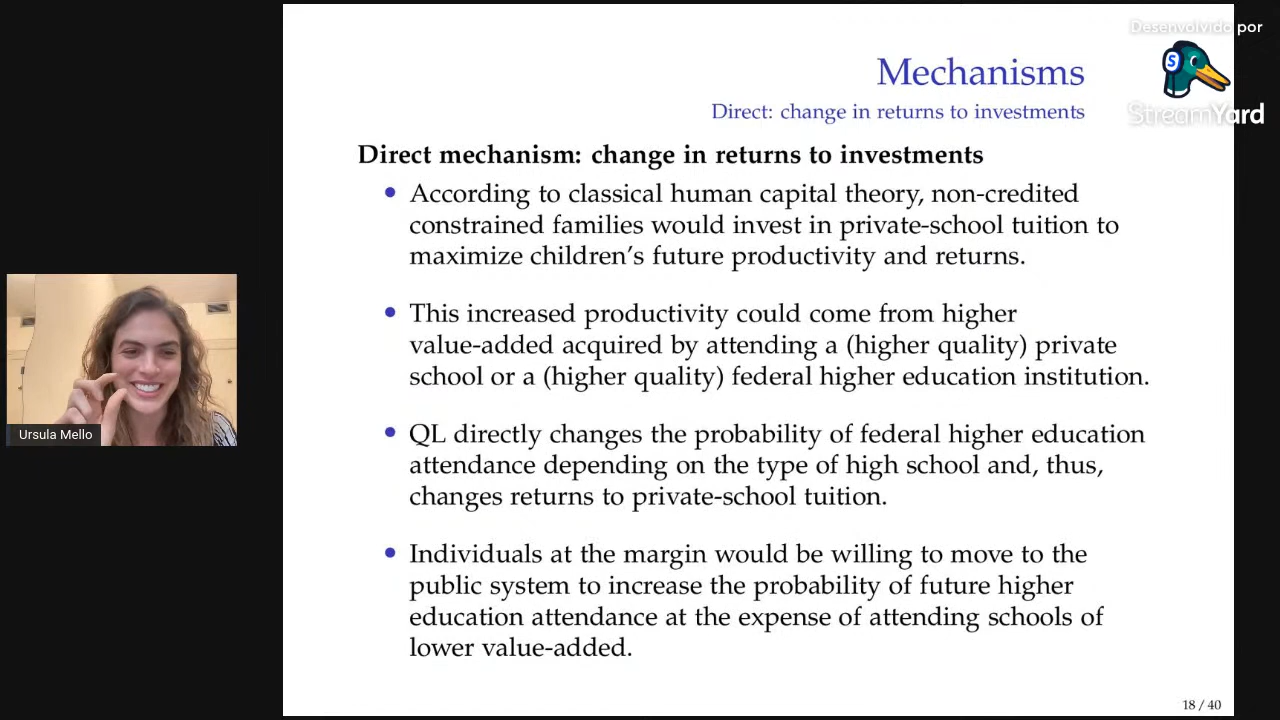 Desenvolvido por
S
StreamYard
Mechanisms
Direct: change in returns to investments
Direct mechanism: change in returns to investments
• According to classical human capital theory, non-credited
constrained families would invest in private-school tuition to
maximize children's future productivity and returns.
• This increased productivity could come from higher
value-added acquired by attending a (higher quality) private
school or a (higher quality) federal higher education institution.
• QL directly changes the probability of federal higher education
attendance depending on the type of high school and, thus,
changes returns to private-school tuition.
• Individuals at the margin would be willing to move to the
public system to increase the probability of future higher
education attendance at the expense of attending schools of
lower value-added.
Ursula Mello
18 / 40